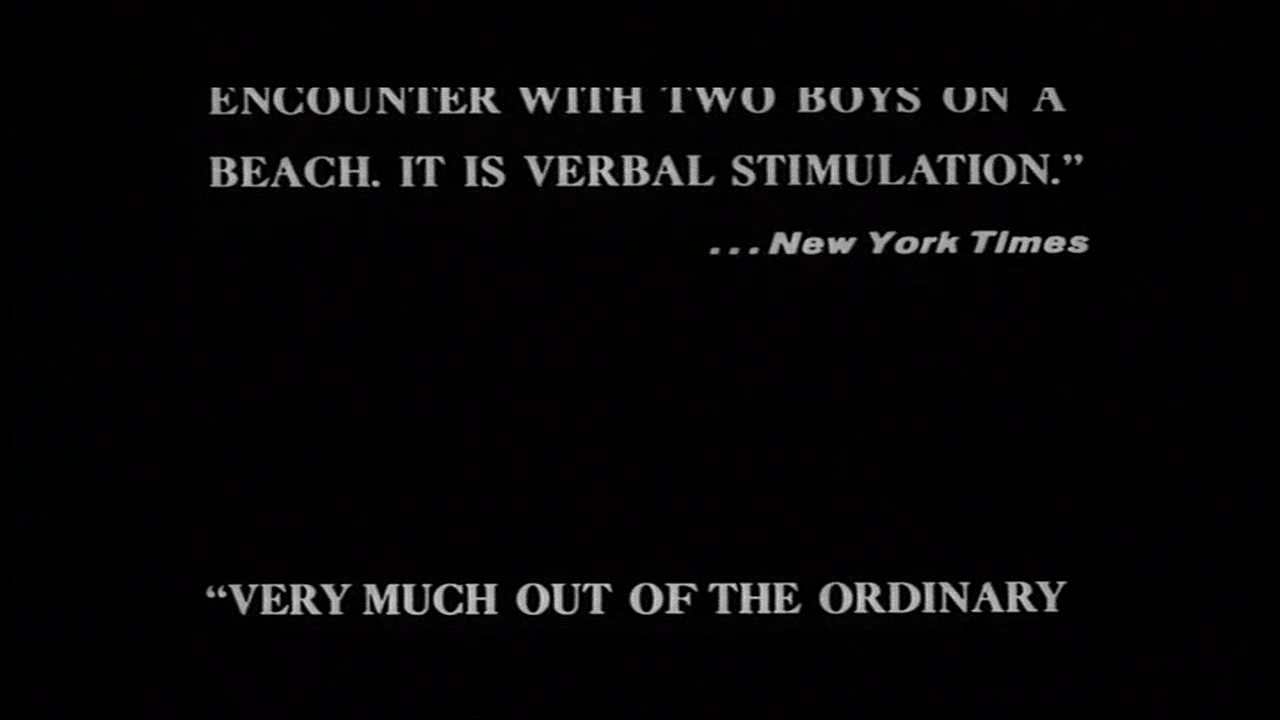 ENCOUNTER WITH TWO BOYS ON A
BEACH. IT IS VERBAL STIMULATION.”
...New York Times
“VERY MUCH OUT OF THE ORDINARY